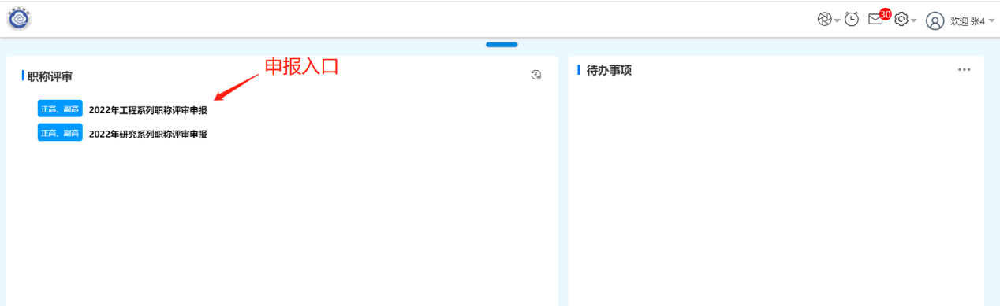 30
欢迎 张4
职称评审
申报入口
正高、副高 2022年工程系列职称评审申报
正高、副高 2022年研究系列职称评审申报
待办事项